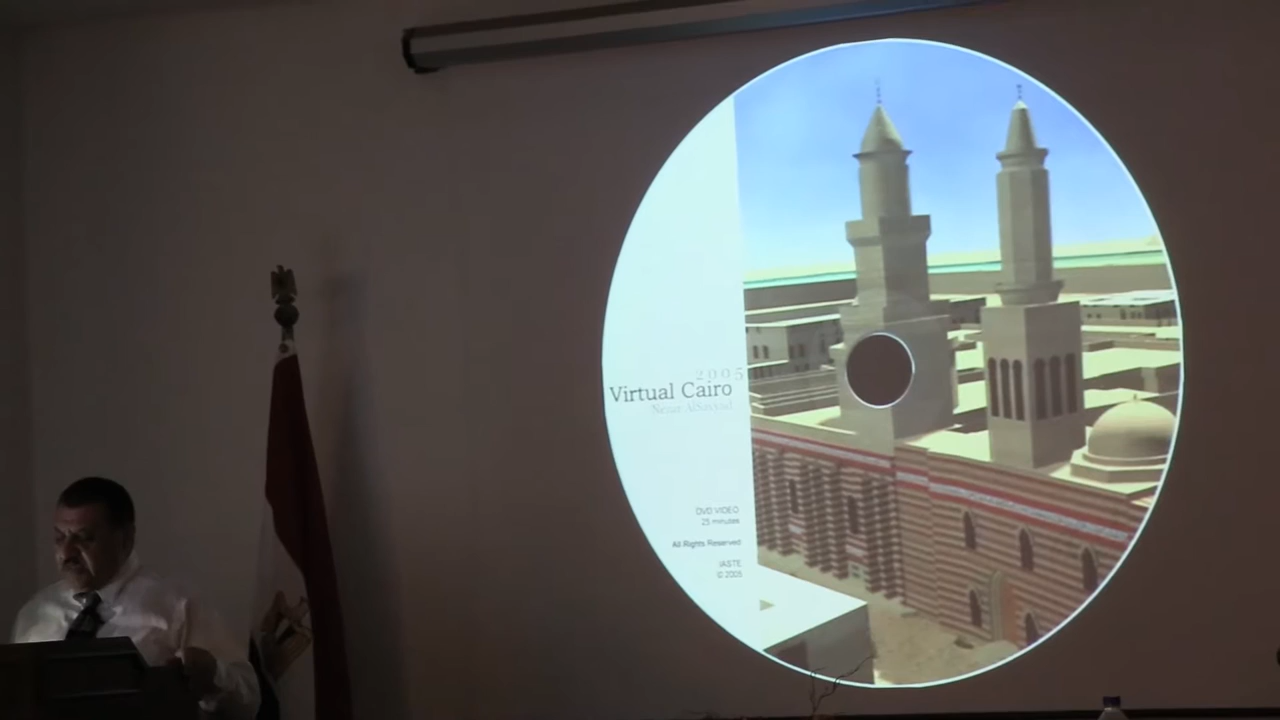 2005
Virtual Cairo
Nezar AlSayyad
DVD VIDEO
25 minutes
All Rights Reserved
IASTE
© 2005